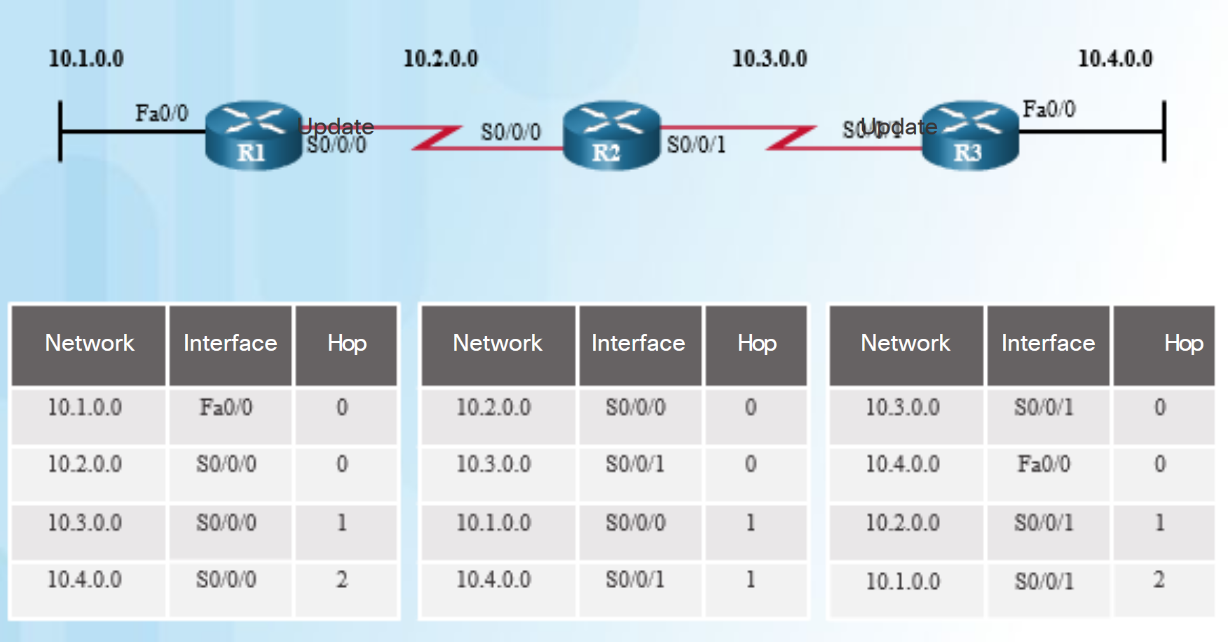 10.1.0.0 10.2.0.0 10.3.0.0 10.4.0.0
Fa0/0 Update S0/0/0 S0/0/0 S0/0/1 S0/0/1 Update Fa0/0
R1 R2 R3
Network Interface Hop Network Interface Hop Network Interface Hop
10.1.0.0 Fa0/0 0 10.2.0.0 S0/0/0 0 10.3.0.0 S0/0/1 0
10.2.0.0 S0/0/0 0 10.3.0.0 S0/0/1 0 10.4.0.0 Fa0/0 0
10.3.0.0 S0/0/0 1 10.1.0.0 S0/0/0 1 10.2.0.0 S0/0/1 1
10.4.0.0 S0/0/0 2 10.4.0.0 S0/0/1 1 10.1.0.0 S0/0/1 2